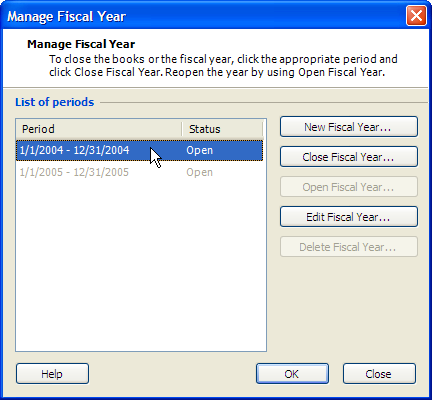 Manage Fiscal Year
Manage Fiscal Year
To close the books or the fiscal year, click the appropriate period and
click Close Fiscal Year. Reopen the year by using Open Fiscal Year.
List of periods
Period Status
1/1/2004 - 12/31/2004 Open
1/1/2005 - 12/31/2005 Open
New Fiscal Year...
Close Fiscal Year...
Open Fiscal Year...
Edit Fiscal Year...
Delete Fiscal Year...
Help OK Close